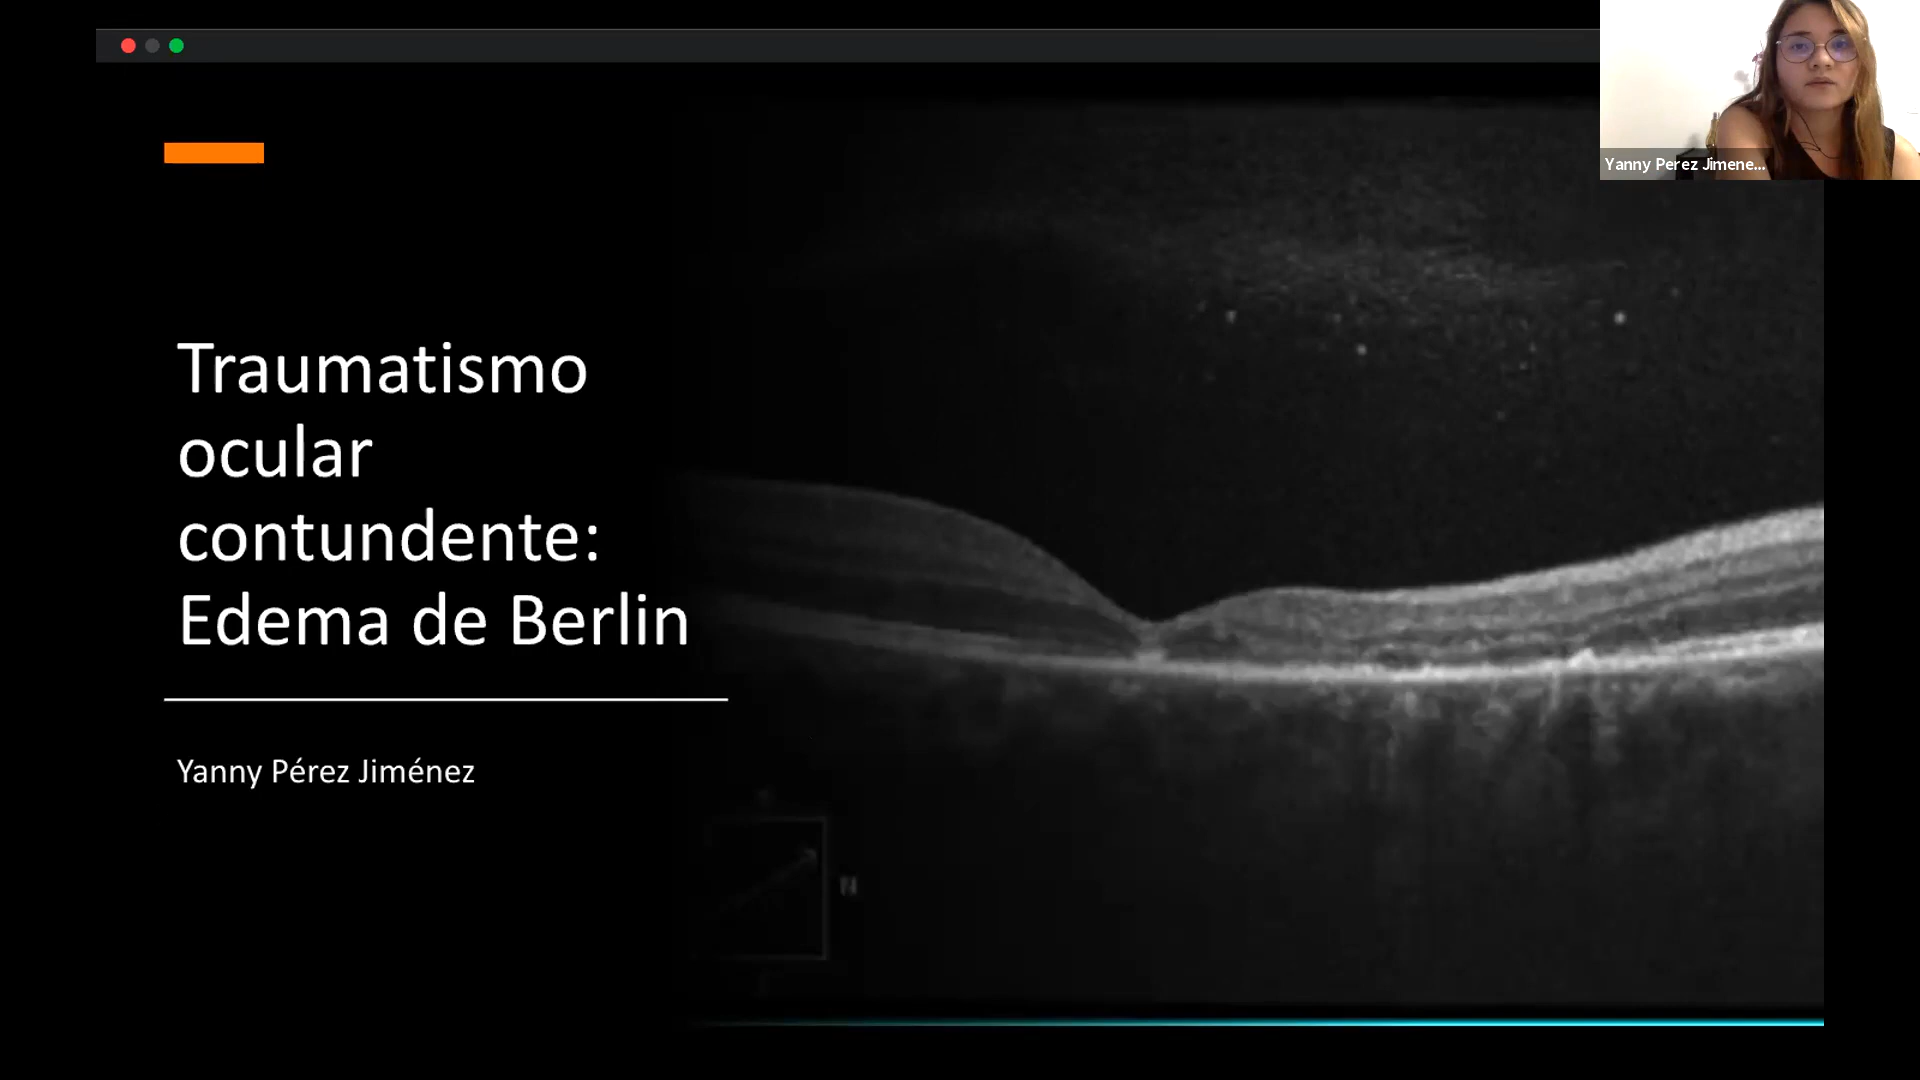 Yanny Perez Jimene...
Traumatismo
ocular
contundente:
Edema de Berlin
Yanny Pérez Jiménez